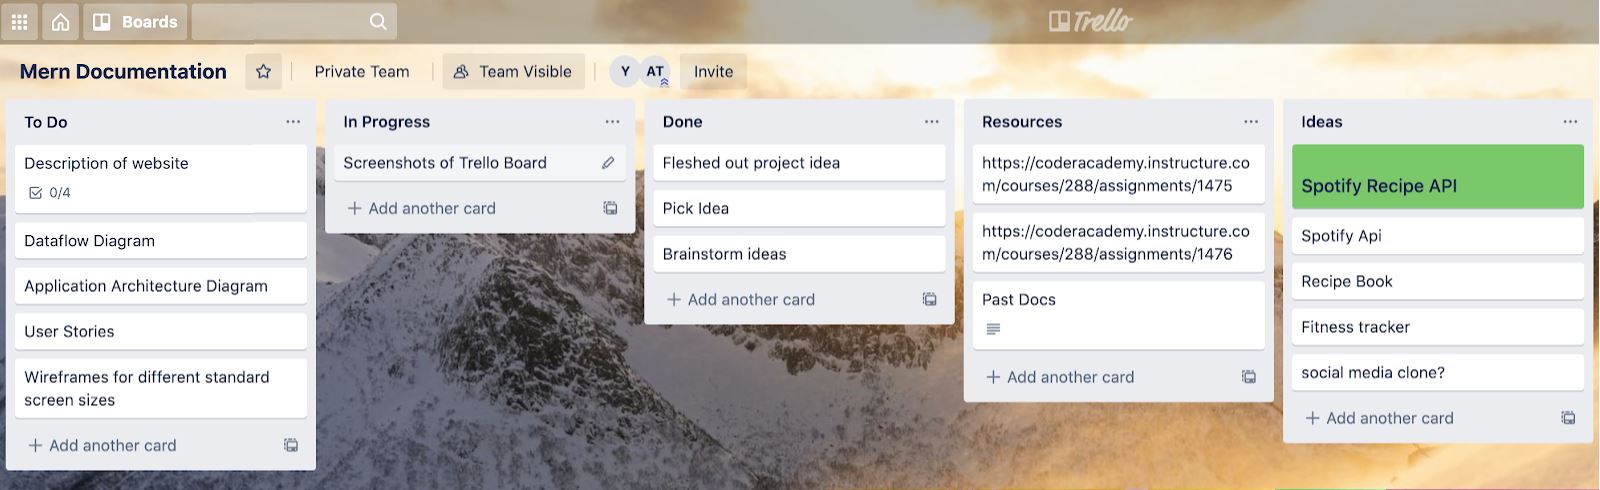 Boards
Trello
Mern Documentation
Private Team
Team Visible
Y
AT
Invite
To Do
Description of website
0/4
Dataflow Diagram
Application Architecture Diagram
User Stories
Wireframes for different standard
screen sizes
+ Add another card
In Progress
Screenshots of Trello Board
+ Add another card
Done
Fleshed out project idea
Pick Idea
Brainstorm ideas
+ Add another card
Resources
https://coderacademy.instructure.co
m/courses/288/assignments/1475
https://coderacademy.instructure.co
m/courses/288/assignments/1476
Past Docs
+ Add another card
Ideas
Spotify Recipe API
Spotify Api
Recipe Book
Fitness tracker
social media clone?
+ Add another card